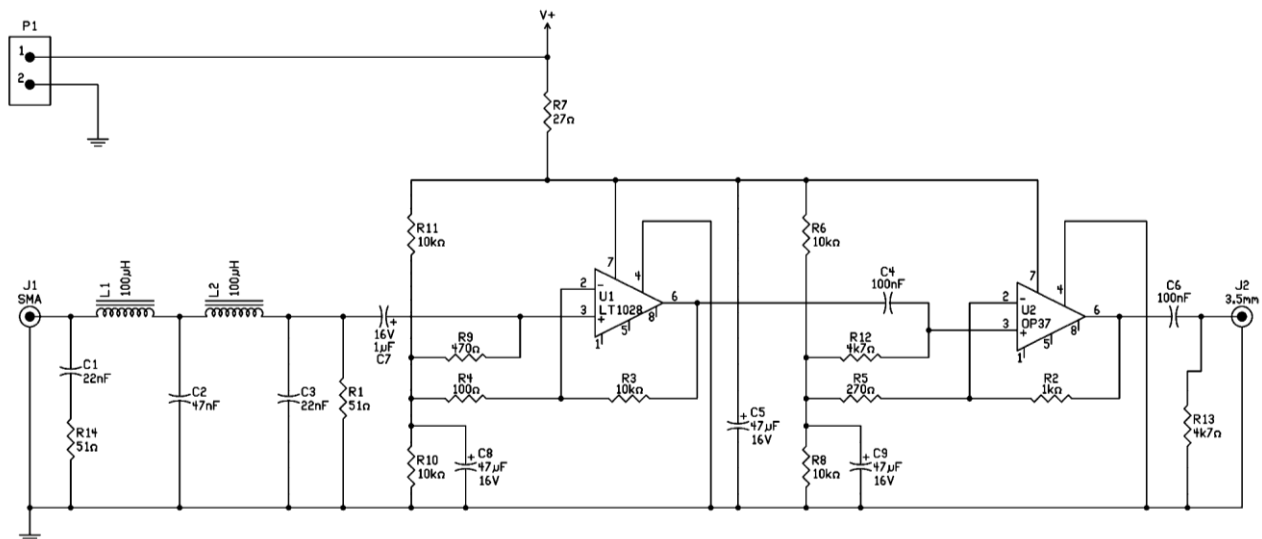 P1
1
2
V+
R7
27Ω
J1
SMA
L1
100μH
L2
100μH
C1
22nF
R14
51Ω
C2
47nF
C3
22nF
R1
51Ω
+
16V
1μF
C7
R11
10kΩ
R9
470Ω
R4
100Ω
R3
10kΩ
R10
10kΩ
+
C8
47μF
16V
7
4
2
-
U1
LT1028
6
3
+
8
5
1
+
C5
47μF
16V
R6
10kΩ
C4
100nF
R12
4k7Ω
R5
270Ω
R2
1kΩ
R8
10kΩ
+
C9
47μF
16V
7
4
2
-
U2
OP37
6
3
+
8
5
1
C6
100nF
J2
3.5mm
R13
4k7Ω